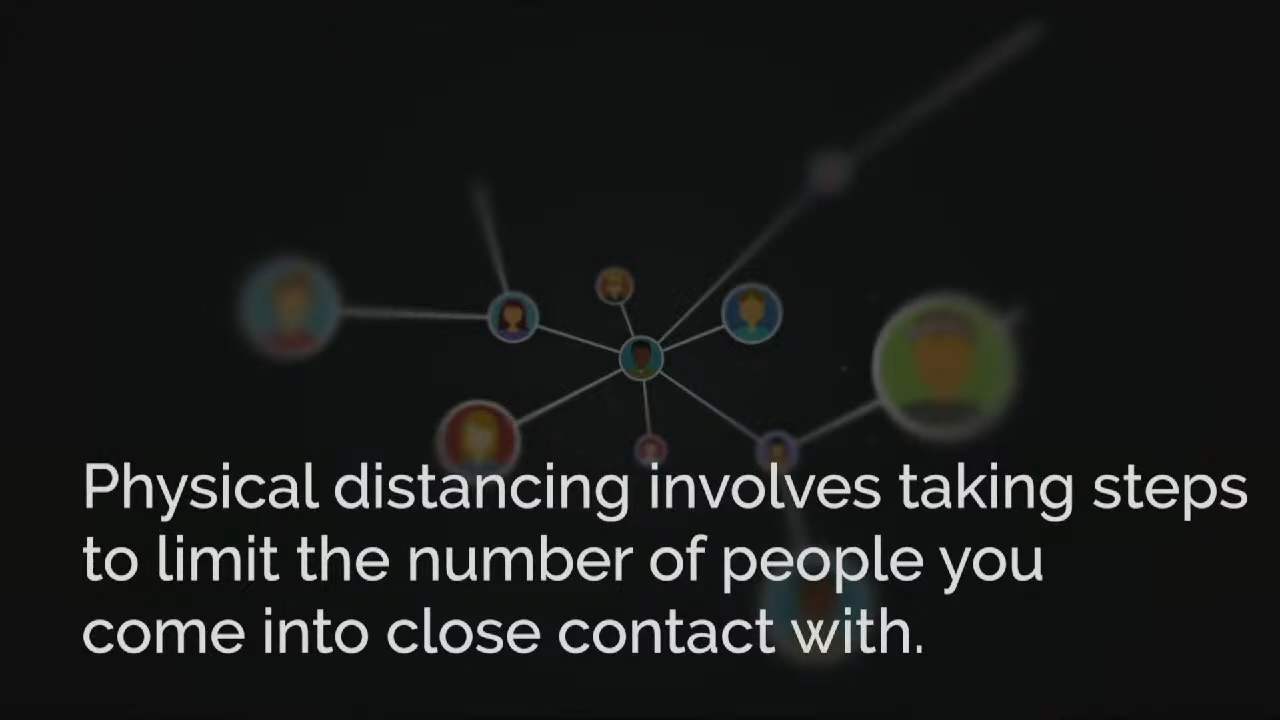 Physical distancing involves taking steps
to limit the number of people you
come into close contact with.